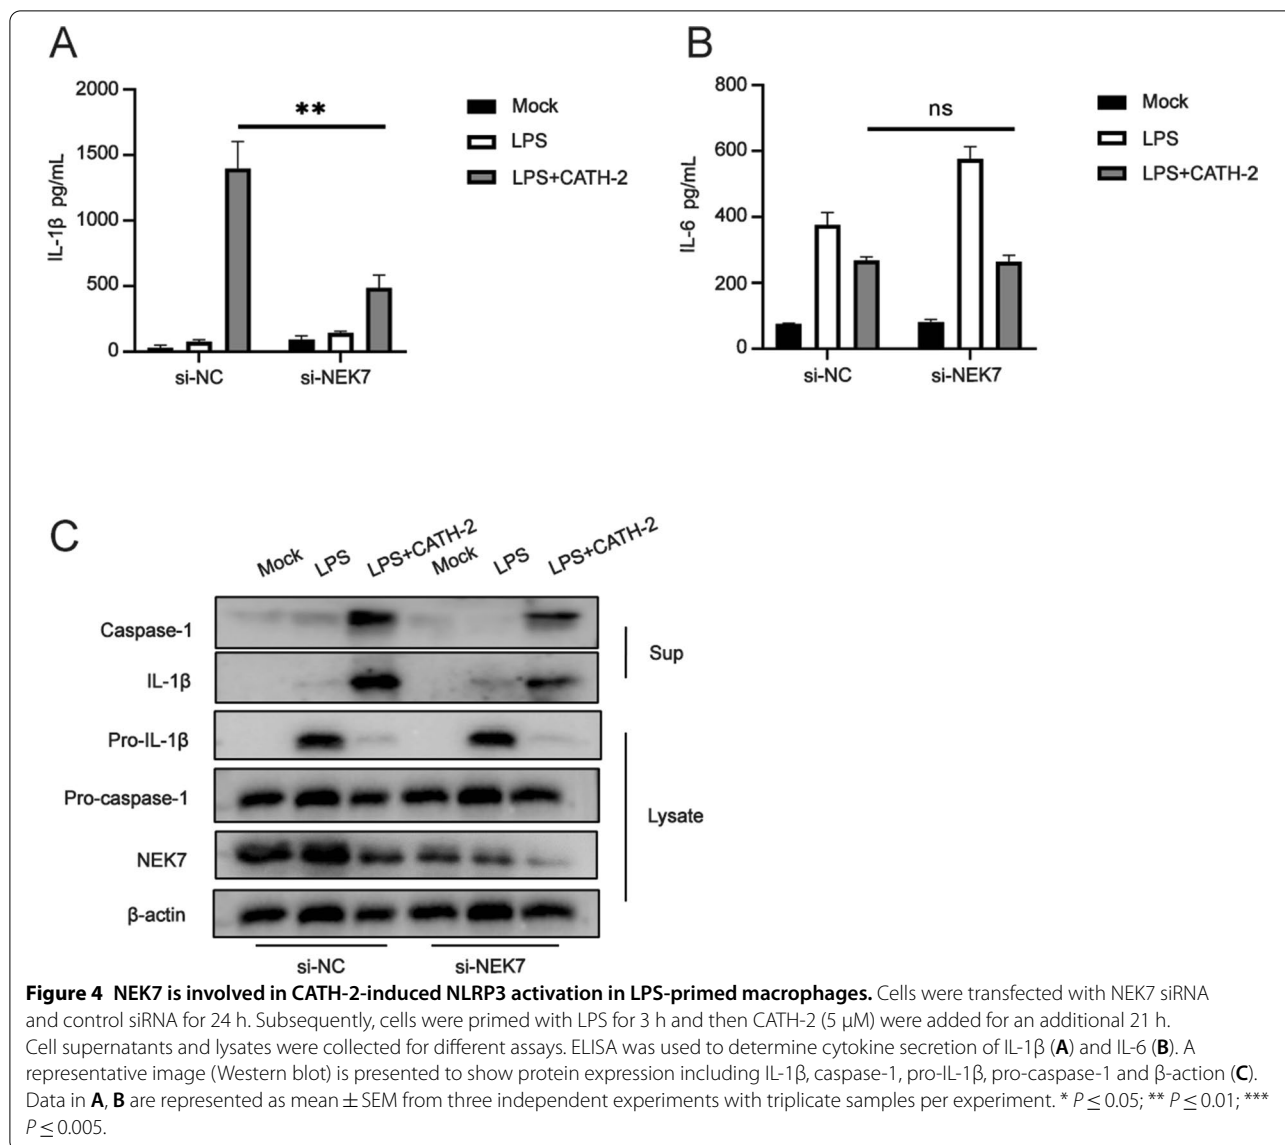 A
2000
1500
1000
500
0
IL-1β pg/mL
**
si-NC
si-NEK7
Mock
LPS
LPS+CATH-2
B
800
600
400
200
0
IL-6 pg/mL
ns
si-NC
si-NEK7
Mock
LPS
LPS+CATH-2
C
Mock LPS LPS+CATH-2 Mock LPS LPS+CATH-2
Caspase-1
IL-1β
Sup
Pro-IL-1β
Pro-caspase-1
NEK7
β-actin
Lysate
si-NC si-NEK7
Figure 4 NEK7 is involved in CATH-2-induced NLRP3 activation in LPS-primed macrophages. Cells were transfected with NEK7 siRNA
and control siRNA for 24 h. Subsequently, cells were primed with LPS for 3 h and then CATH-2 (5 μM) were added for an additional 21 h.
Cell supernatants and lysates were collected for different assays. ELISA was used to determine cytokine secretion of IL-1β (A) and IL-6 (B). A
representative image (Western blot) is presented to show protein expression including IL-1β, caspase-1, pro-IL-1β, pro-caspase-1 and β-action (C).
Data in A, B are represented as mean ± SEM from three independent experiments with triplicate samples per experiment. * P ≤ 0.05; ** P ≤ 0.01; ***
P ≤ 0.005.